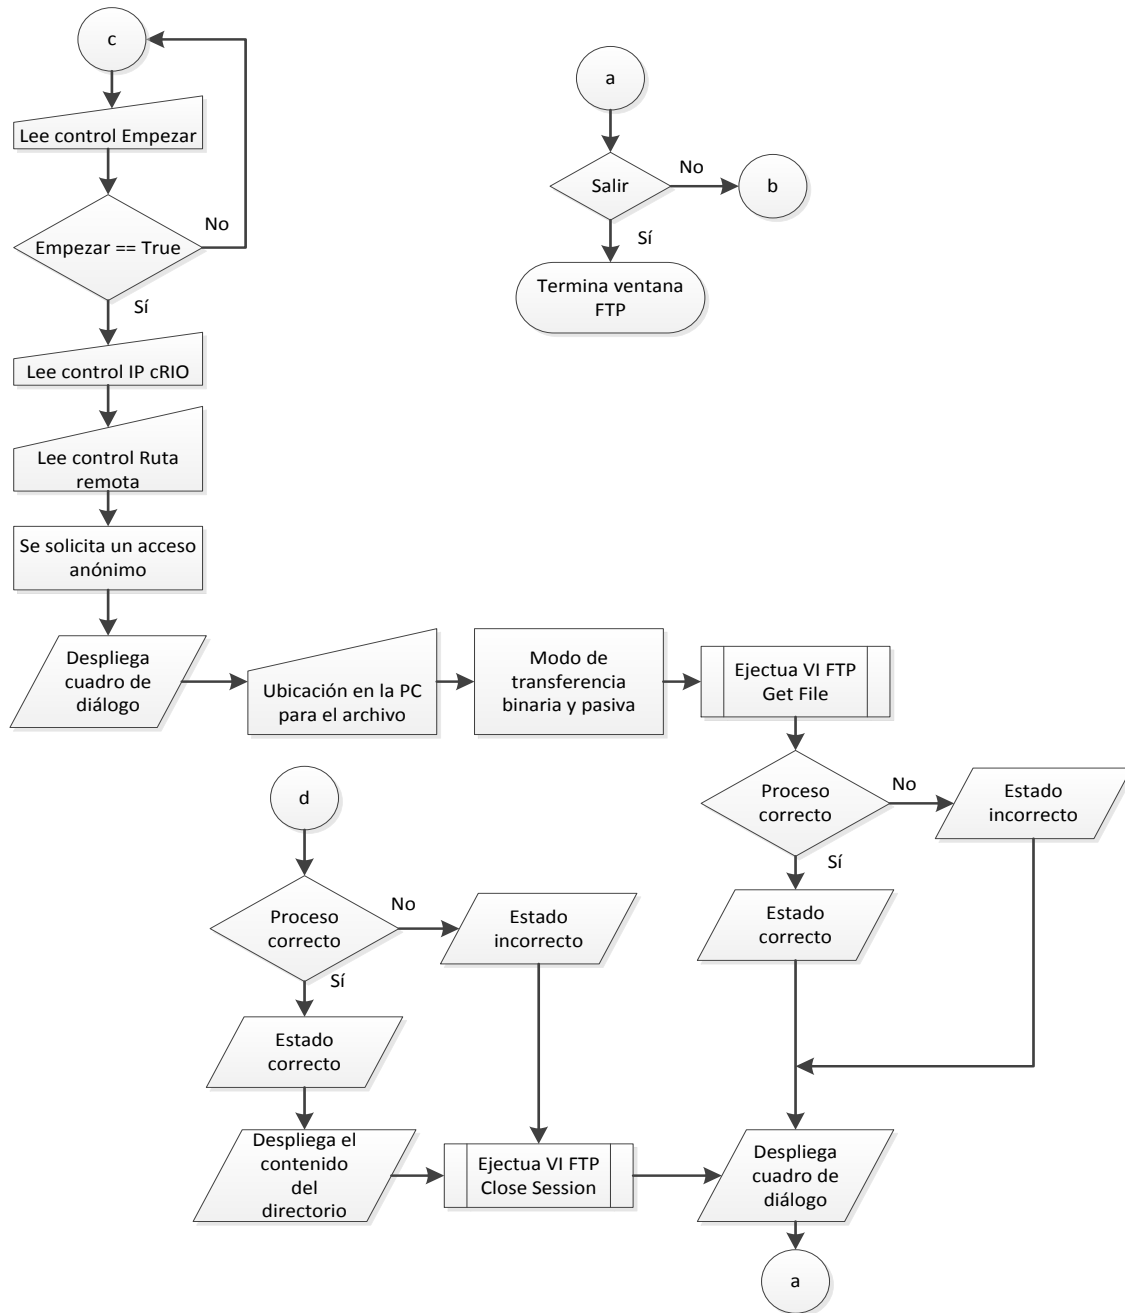 c
Lee control Empezar
Empezar == True
No
Sí
Lee control IP cRIO
Lee control Ruta
remota
Se solicita un acceso
anónimo
Despliega
cuadro de
diálogo
Ubicación en la PC
para el archivo
Modo de
transferencia
binaria y pasiva
Ejectua VI FTP
Get File
Proceso
correcto
No
Estado
incorrecto
Sí
Estado
correcto
a
Salir
No
b
Sí
Termina ventana
FTP
d
Proceso
correcto
No
Estado
incorrecto
Sí
Estado
correcto
Despliega el
contenido
del
directorio
Ejectua VI FTP
Close Session
Despliega
cuadro de
diálogo
a